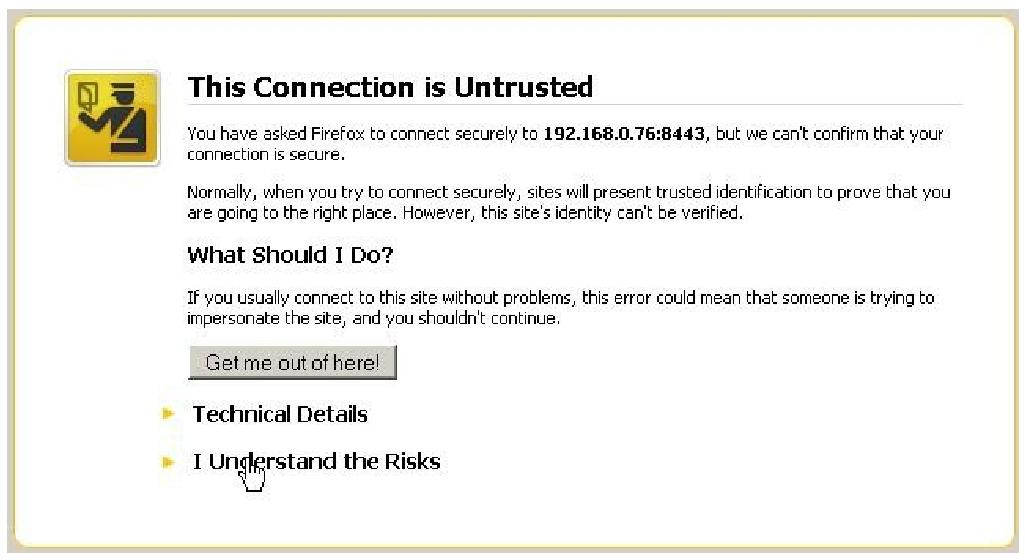 This Connection is Untrusted
You have asked Firefox to connect securely to 192.168.0.76:8443, but we can't confirm that your
connection is secure.
Normally, when you try to connect securely, sites will present trusted identification to prove that you
are going to the right place. However, this site's identity can't be verified.
What Should I Do?
If you usually connect to this site without problems, this error could mean that someone is trying to
impersonate the site, and you shouldn't continue.
Get me out of here!
Technical Details
I Understand the Risks